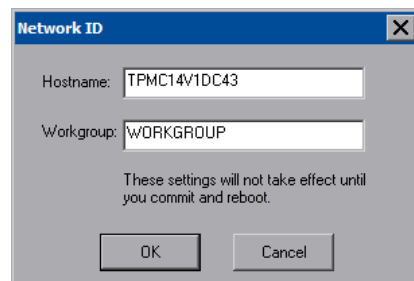 Network ID
Hostname: TPMC14V1DC43
Workgroup: WORKGROUP
These settings will not take effect until
you commit and reboot.
OK Cancel